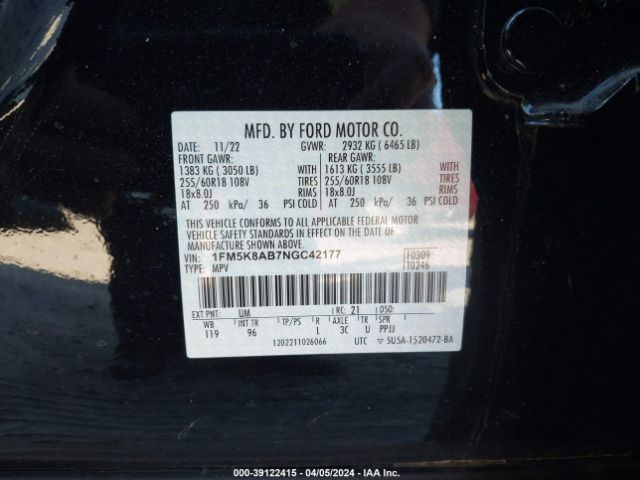 MFD. BY FORD MOTOR CO.
DATE: 11/22 GVWR: 2932 KG ( 6465 LB)
FRONT GAWR: REAR GAWR:
1383 KG ( 3050 LB) WITH 1613 KG ( 3555 LB) WITH
255/60R18 108V TIRES 255/60R18 108V TIRES
18x8.0J RIMS 18x8.0J RIMS
AT 250 kPa/ 36 PSI COLD AT 250 kPa/ 36 PSI COLD
THIS VEHICLE CONFORMS TO ALL APPLICABLE FEDERAL MOTOR
VEHICLE SAFETY STANDARDS IN EFFECT ON THE DATE OF
MANUFACTURE SHOWN ABOVE.
VIN: 1FM5K8AB7NGC42177 F0309
TYPE: MPV T0246
EXT PNT: UM RC: 21 DSO:
WB INT TR TP/PS R AXLE TR SPR
119 96 L 3C U PPJJ
1202211026066 UTC 5U5A-1520472-BA
000-39122415 - 04/05/2024 - IAA Inc.